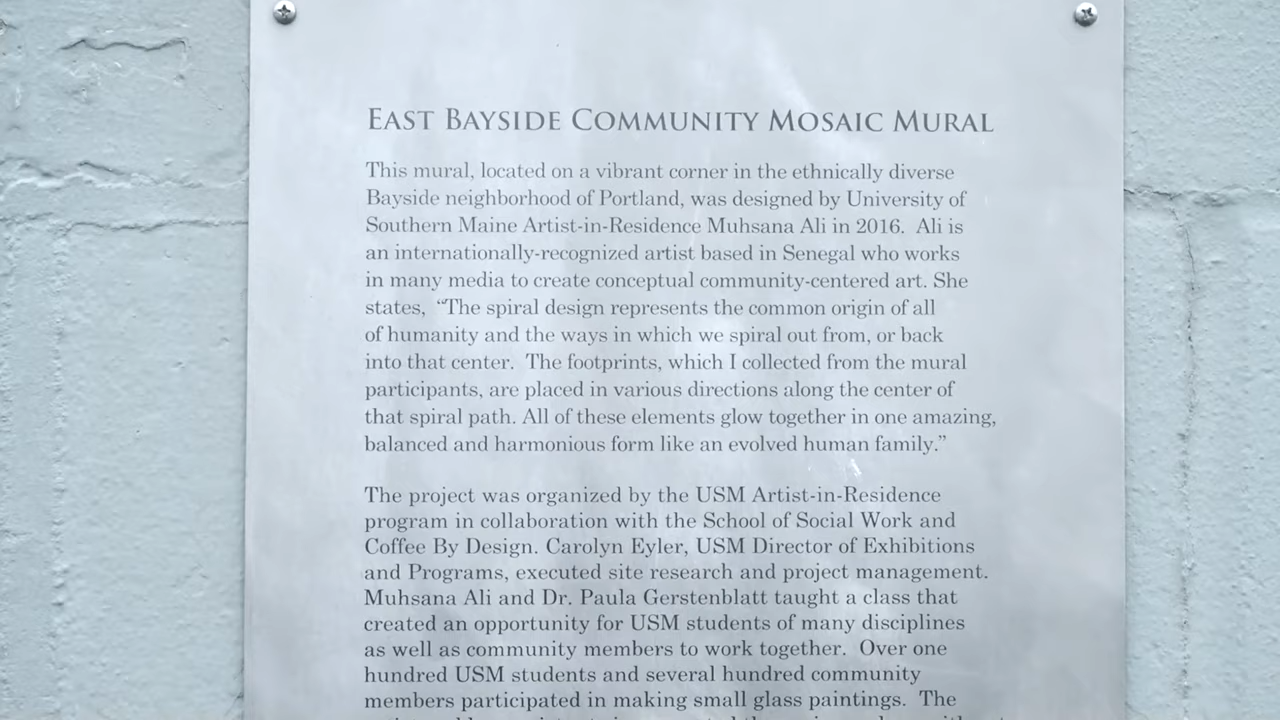 EAST BAYSIDE COMMUNITY MOSAIC MURAL
This mural, located on a vibrant corner in the ethnically diverse
Bayside neighborhood of Portland, was designed by University of
Southern Maine Artist-in-Residence Muhsana Ali in 2016.  Ali is
an internationally-recognized artist based in Senegal who works
in many media to create conceptual community-centered art. She
states,  “The spiral design represents the common origin of all
of humanity and the ways in which we spiral out from, or back
into that center.  The footprints, which I collected from the mural
participants, are placed in various directions along the center of
that spiral path. All of these elements glow together in one amazing,
balanced and harmonious form like an evolved human family.”
The project was organized by the USM Artist-in-Residence
program in collaboration with the School of Social Work and
Coffee By Design. Carolyn Eyler, USM Director of Exhibitions
and Programs, executed site research and project management.
Muhsana Ali and Dr. Paula Gerstenblatt taught a class that
created an opportunity for USM students of many disciplines
as well as community members to work together.  Over one
hundred USM students and several hundred community
members participated in making small glass paintings.  The